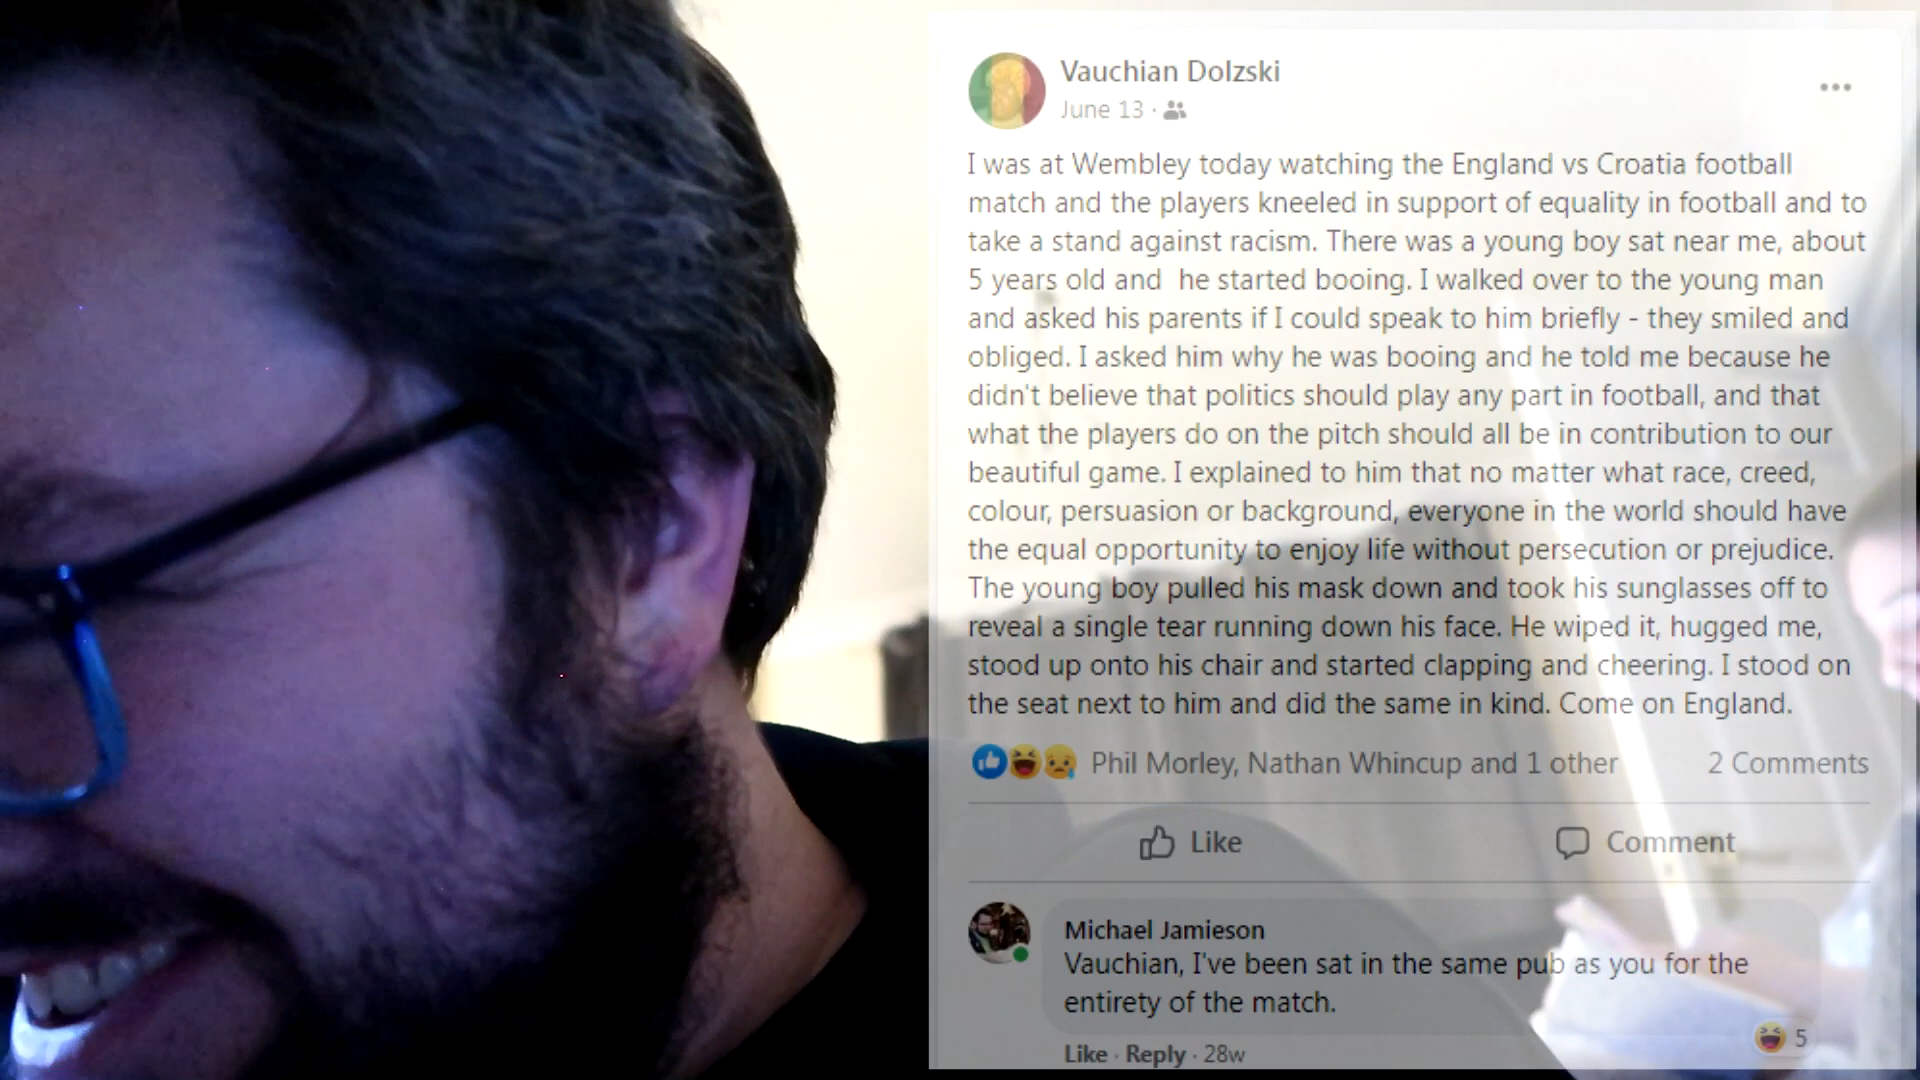 Vauchian Dolzski
June 13 ·
I was at Wembley today watching the England vs Croatia football
match and the players kneeled in support of equality in football and to
take a stand against racism. There was a young boy sat near me, about
5 years old and  he started booing. I walked over to the young man
and asked his parents if I could speak to him briefly - they smiled and
obliged. I asked him why he was booing and he told me because he
didn't believe that politics should play any part in football, and that
what the players do on the pitch should all be in contribution to our
beautiful game. I explained to him that no matter what race, creed,
colour, persuasion or background, everyone in the world should have
the equal opportunity to enjoy life without persecution or prejudice.
The young boy pulled his mask down and took his sunglasses off to
reveal a single tear running down his face. He wiped it, hugged me,
stood up onto his chair and started clapping and cheering. I stood on
the seat next to him and did the same in kind. Come on England.
Phil Morley, Nathan Whincup and 1 other 2 Comments
Like Comment
Michael Jamieson
Vauchian, I've been sat in the same pub as you for the
entirety of the match.
5
Like · Reply · 28w